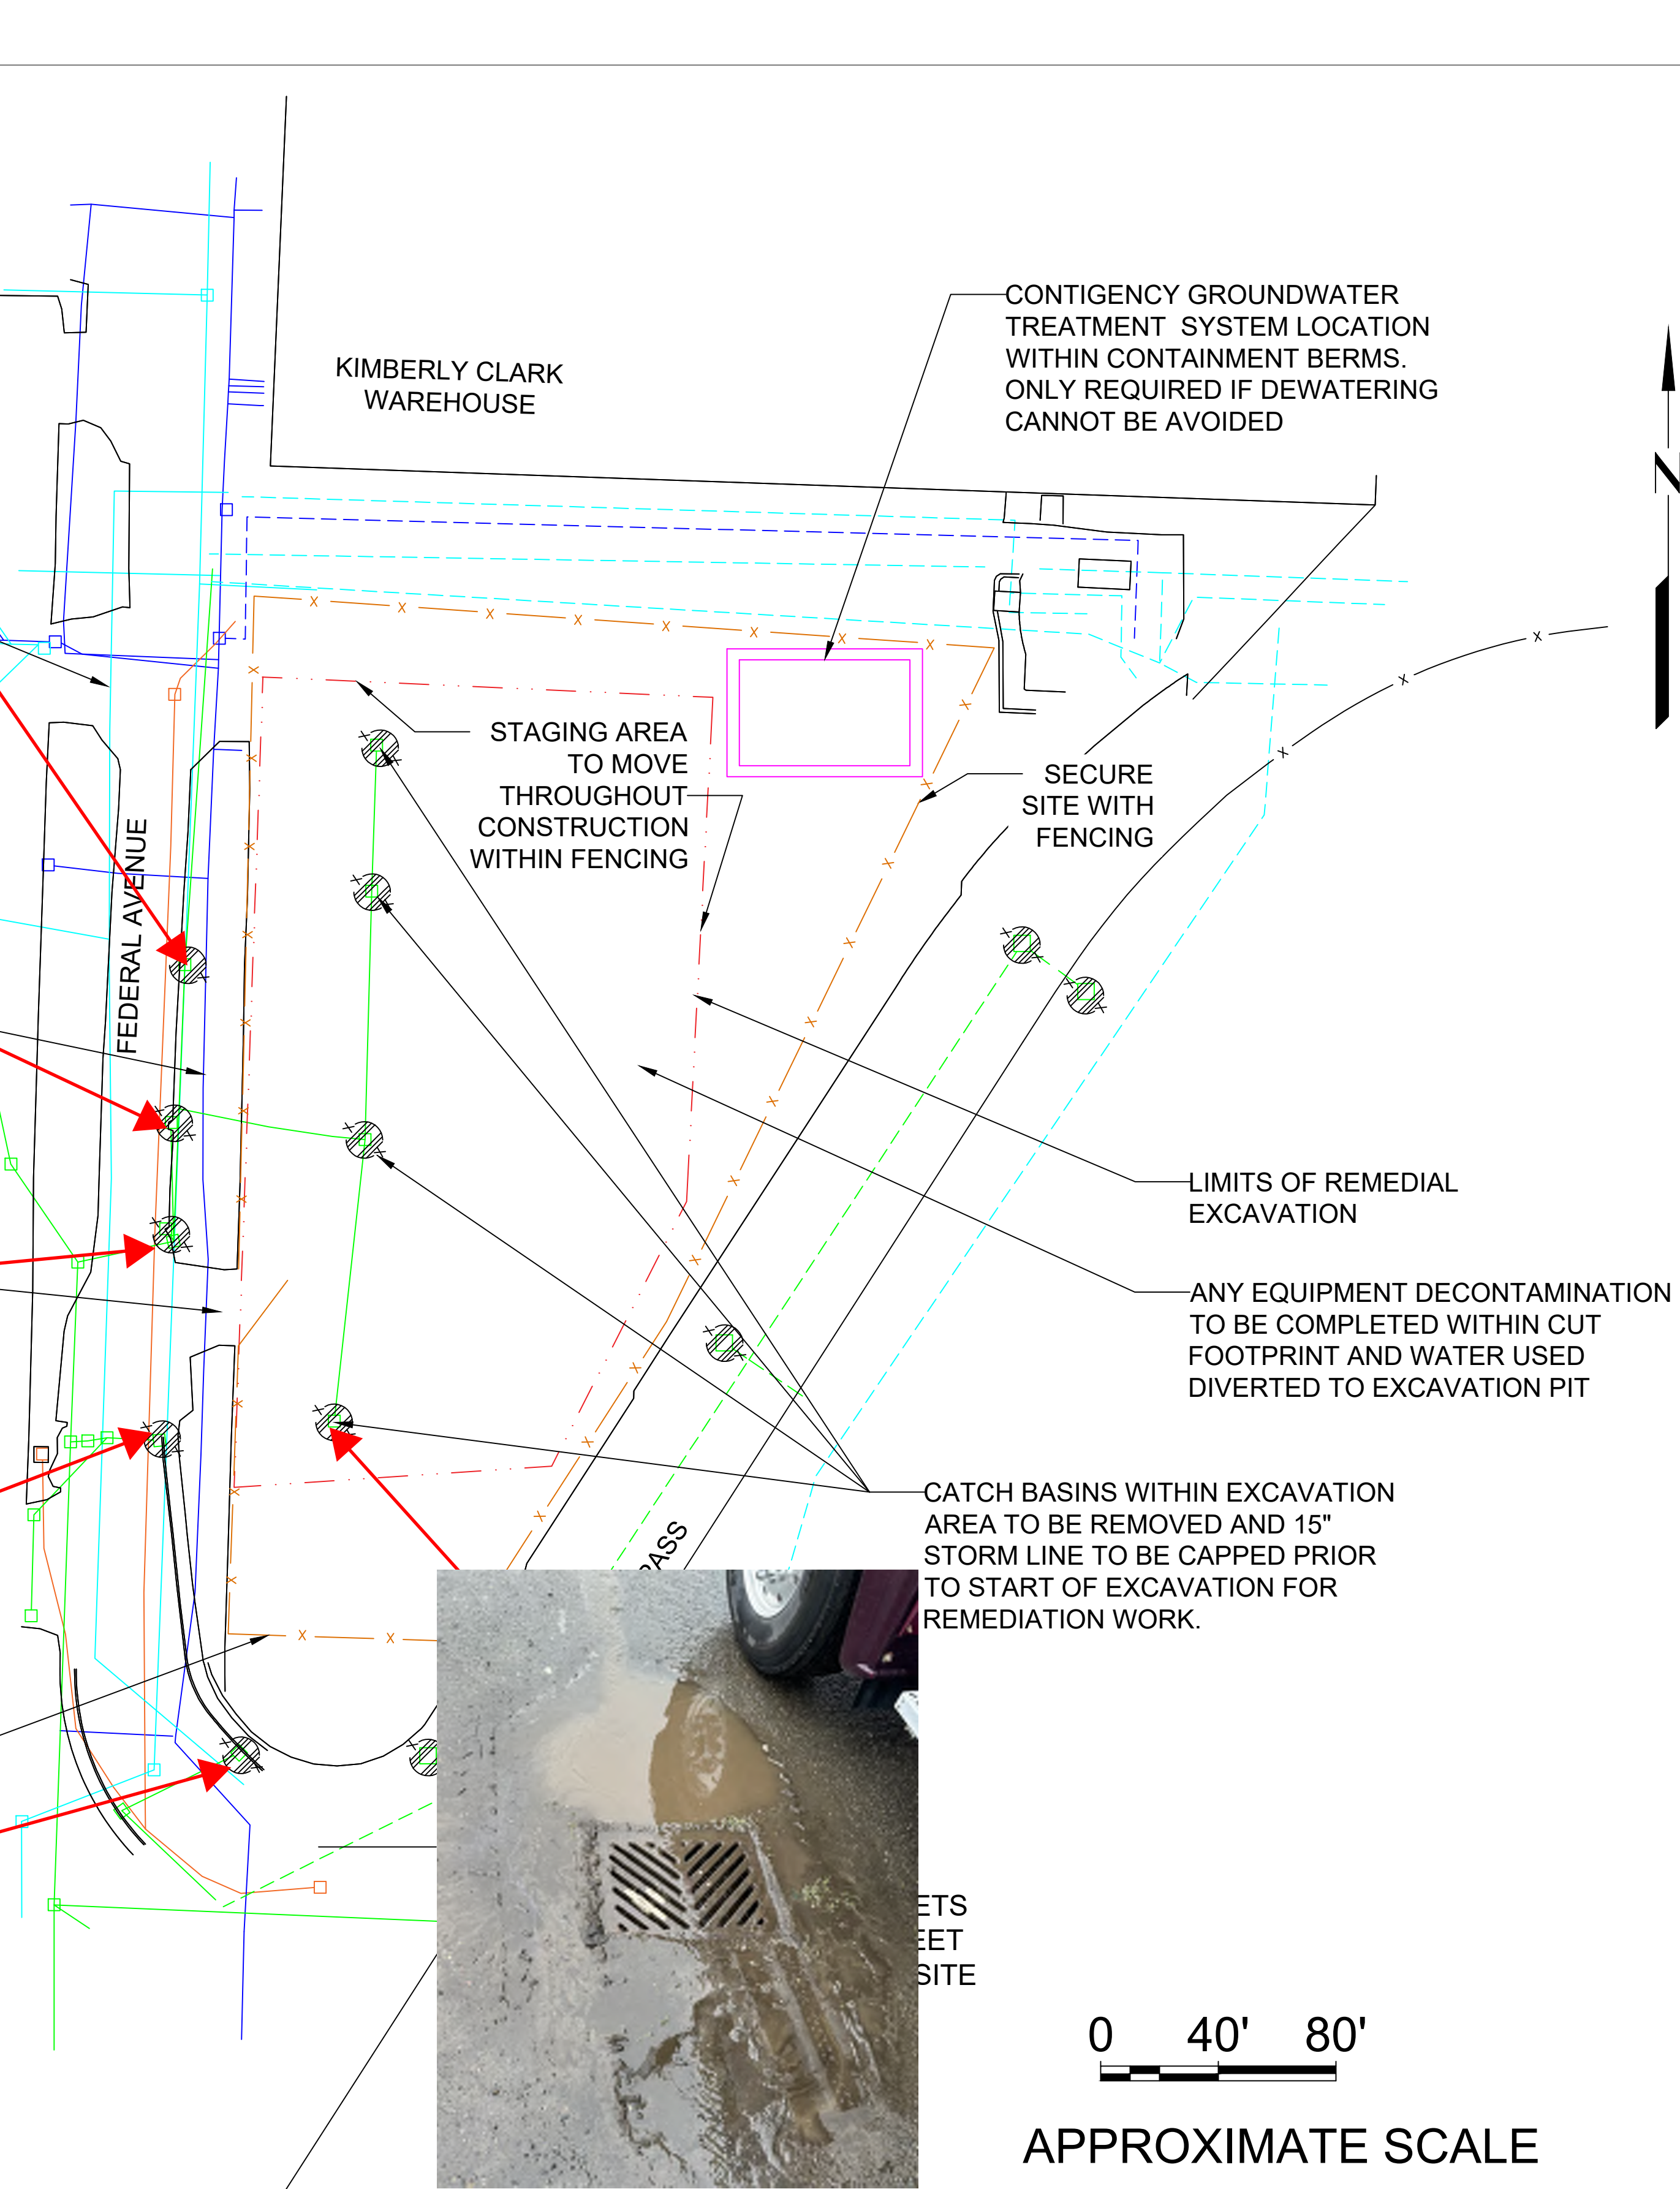 CONTIGENCY GROUNDWATER
TREATMENT SYSTEM LOCATION
WITHIN CONTAINMENT BERMS.
ONLY REQUIRED IF DEWATERING
CANNOT BE AVOIDED
KIMBERLY CLARK
WAREHOUSE
N
STAGING AREA
TO MOVE
THROUGHOUT
CONSTRUCTION
WITHIN FENCING
SECURE
SITE WITH
FENCING
FEDERAL AVENUE
LIMITS OF REMEDIAL
EXCAVATION
ANY EQUIPMENT DECONTAMINATION
TO BE COMPLETED WITHIN CUT
FOOTPRINT AND WATER USED
DIVERTED TO EXCAVATION PIT
CATCH BASINS WITHIN EXCAVATION
AREA TO BE REMOVED AND 15"
STORM LINE TO BE CAPPED PRIOR
TO START OF EXCAVATION FOR
REMEDIATION WORK.
SITE
0 40' 80'
APPROXIMATE SCALE